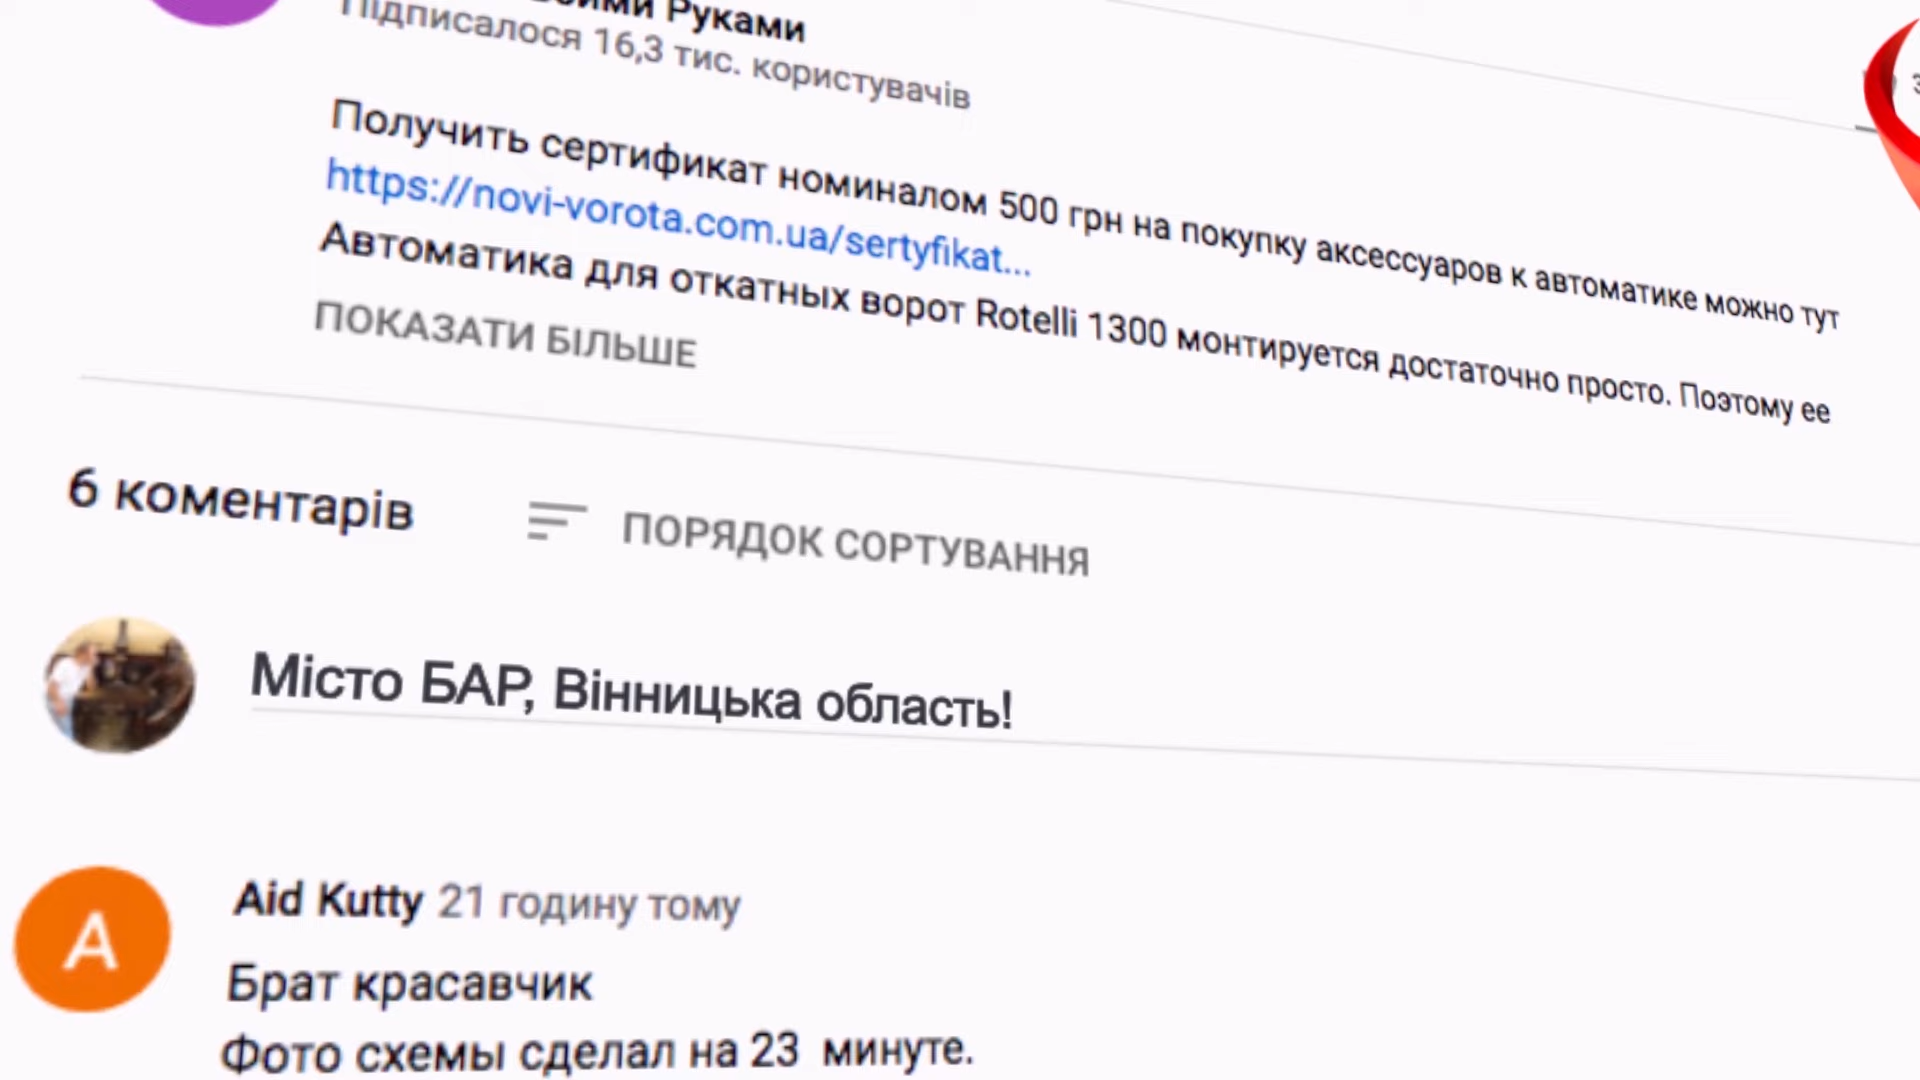 Руками
Підписалося 16,3 тис. користувачів
Получить сертификат номиналом 500 грн на покупку аксессуаров к автоматике можно тут
https://novi-vorota.com.ua/sertyfikat...
Автоматика для откатных ворот Rotelli 1300 монтируется достаточно просто. Поэтому ее
ПОКАЗАТИ БІЛЬШЕ
6 коментарів
ПОРЯДОК СОРТУВАННЯ
Місто БАР, Вінницька область!
A
Aid Kutty 21 годину тому
Брат красавчик
Фото схемы сделал на 23 минуте.